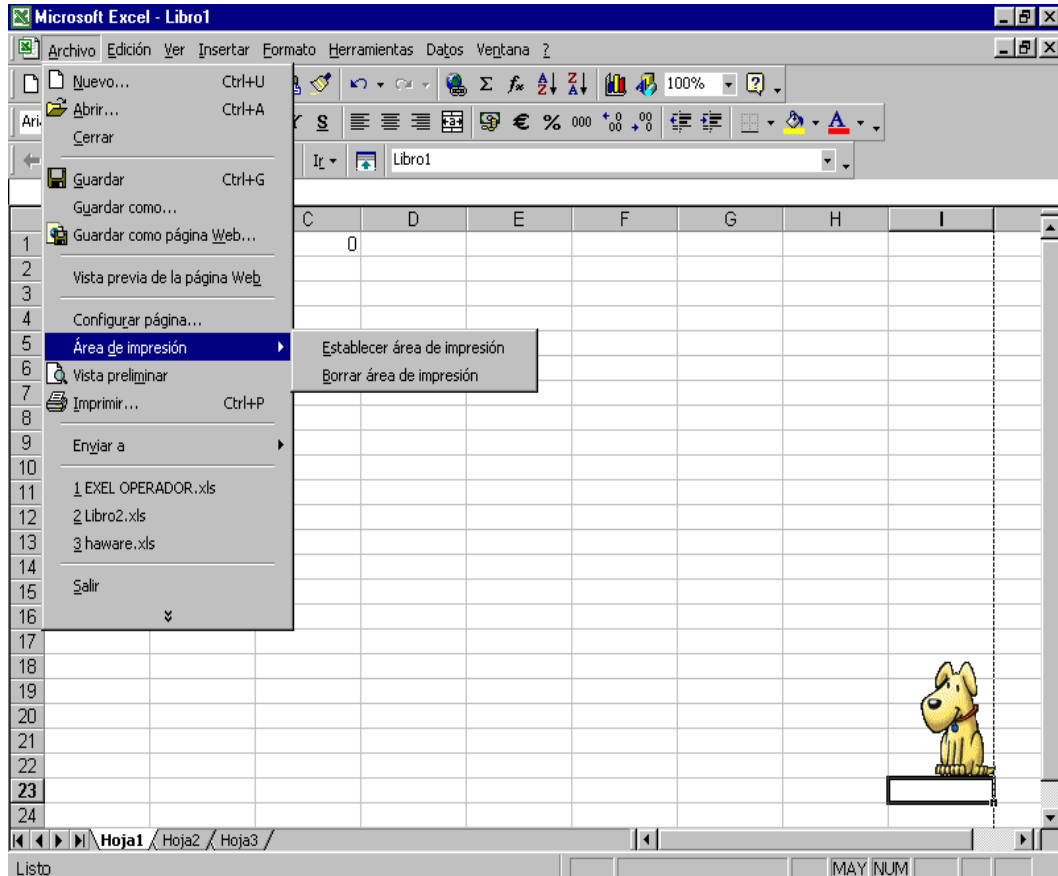 Microsoft Excel - Libro1
Archivo Edición Ver Insertar Formato Herramientas Datos Ventana ?
100%
S € % 000
Ir Libro1
Nuevo... Ctrl+U
Abrir... Ctrl+A
Cerrar
Guardar Ctrl+G
Guardar como...
Guardar como página Web...
Vista previa de la página Web
Configurar página...
Área de impresión
Vista preliminar
Imprimir... Ctrl+P
Enviar a
1 EXEL OPERADOR.xls
2 Libro2.xls
3 haware.xls
Salir
Establecer área de impresión
Borrar área de impresión
C D E F G H I
1 0
2
3
4
5
6
7
8
9
10
11
12
13
14
15
16
17
18
19
20
21
22
23
24
Hoja1 Hoja2 Hoja3
Listo MAY NUM